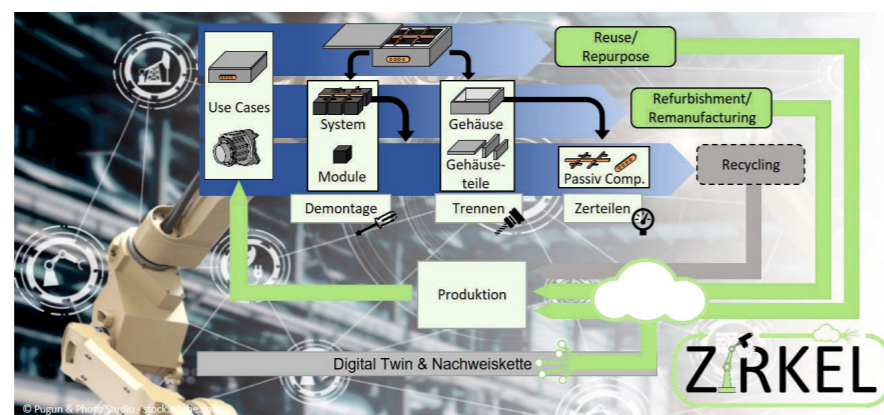 Reuse/
Repurpose
Use Cases
System
Gehäuse
Refurbishment/
Remanufacturing
Module
Gehäuse-
teile
Passiv Comp.
Recycling
Demontage
Trennen
Zerteilen
Produktion
Digital Twin & Nachweiskette
ZIRKEL
© Pugun & Photo Studio - stock.adobe.